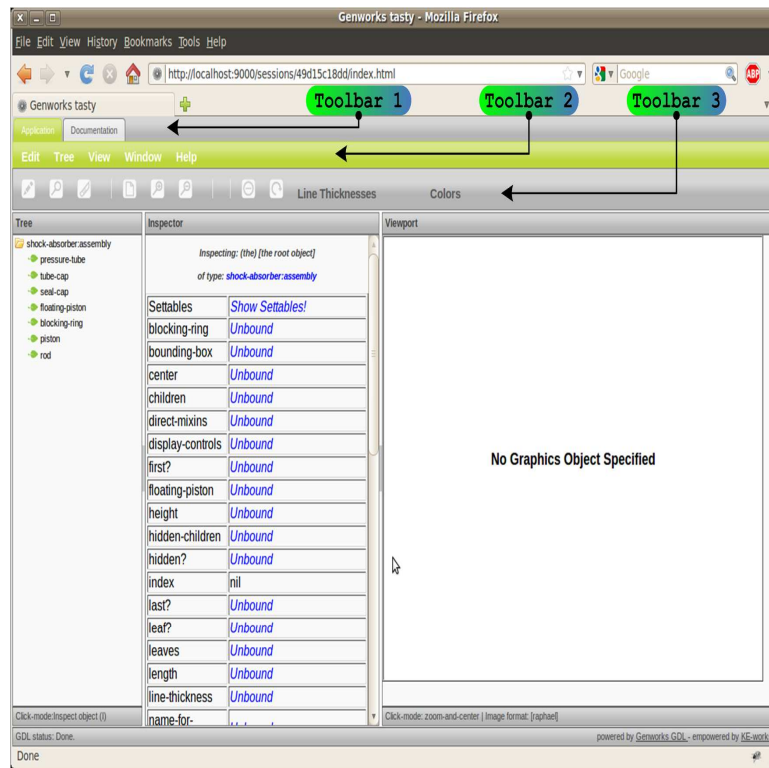 Genworks tasty - Mozilla Firefox
File Edit View History Bookmarks Tools Help
http://localhost:9000/sessions/49d15c18dd/index.html
Google
ABP
Genworks tasty
Toolbar 1
Toolbar 2
Toolbar 3
Application Documentation
Edit Tree View Window Help
Line Thicknesses Colors
Tree
Inspector
Viewport
shock-absorber:assembly
pressure-tube
tube-cap
seal-cap
floating-piston
blocking-ring
piston
rod
Inspecting: (the) [the root object]
of type: shock-absorber:assembly
Settables Show Settables!
blocking-ring Unbound
bounding-box Unbound
center Unbound
children Unbound
direct-mixins Unbound
display-controls Unbound
first? Unbound
floating-piston Unbound
height Unbound
hidden-children Unbound
hidden? Unbound
index nil
last? Unbound
leaf? Unbound
leaves Unbound
length Unbound
line-thickness Unbound
name-for- Unbound
No Graphics Object Specified
Click-mode:Inspect object (I)
Click-mode: zoom-and-center | Image format: [raphael]
GDL status: Done.
powered by Genworks GDL - empowered by KE-work
Done